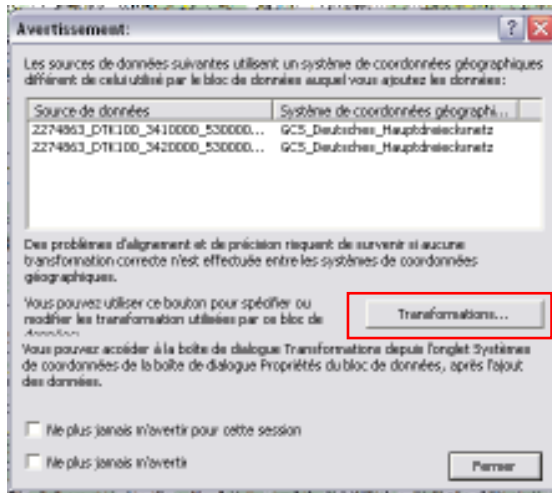 Avertissement:
Les sources de données suivantes utilisent un système de coordonnées géographiques
différent de celui utilisé par le bloc de données auquel vous ajoutez les données :
Source de données Système de coordonnées géographi...
2274863_DTK100_3410000_530000... GCS_Deutsches_Hauptdreiecksnetz
2274863_DTK100_3420000_530000... GCS_Deutsches_Hauptdreiecksnetz
Des problèmes d'alignement et de précision risquent de survenir si aucune
transformation correcte n'est effectuée entre les systèmes de coordonnées
géographiques.
Vous pouvez utiliser ce bouton pour spécifier ou
modifier les transformation utilisées par ce bloc de
données.
Transformations...
Vous pouvez accéder à la boîte de dialogue Transformations depuis l'onglet Systèmes
de coordonnées de la boîte de dialogue Propriétés du bloc de données, après l'ajout
des données.
Ne plus jamais m'avertir pour cette session
Ne plus jamais m'avertir
Fermer